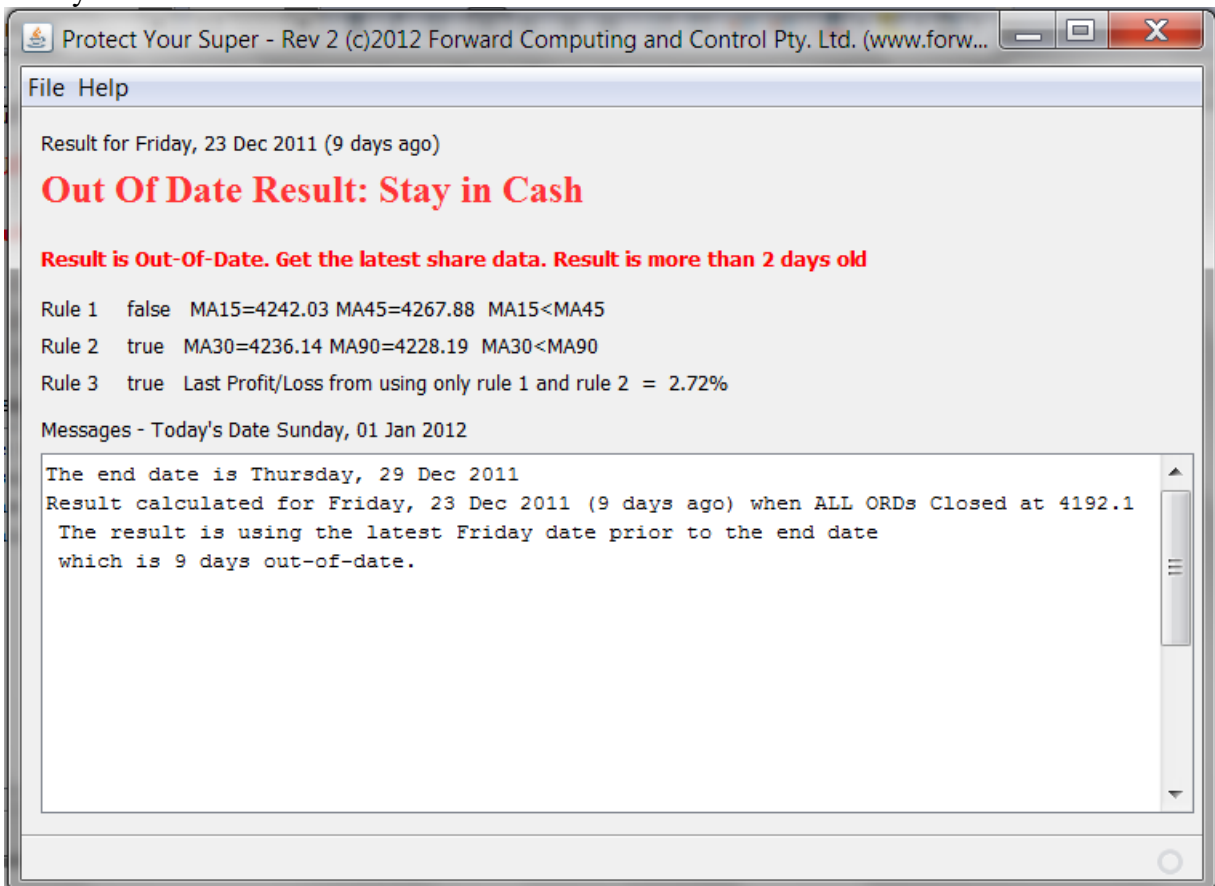 Protect Your Super - Rev 2 (c)2012 Forward Computing and Control Pty. Ltd. (www.forw...
File Help
Result for Friday, 23 Dec 2011 (9 days ago)
Out Of Date Result: Stay in Cash
Result is Out-Of-Date. Get the latest share data. Result is more than 2 days old
Rule 1 false MA15=4242.03 MA45=4267.88 MA15<MA45
Rule 2 true MA30=4236.14 MA90=4228.19 MA30<MA90
Rule 3 true Last Profit/Loss from using only rule 1 and rule 2 = 2.72%
Messages - Today's Date Sunday, 01 Jan 2012
The end date is Thursday, 29 Dec 2011
Result calculated for Friday, 23 Dec 2011 (9 days ago) when ALL ORDs Closed at 4192.1
The result is using the latest Friday date prior to the end date
which is 9 days out-of-date.